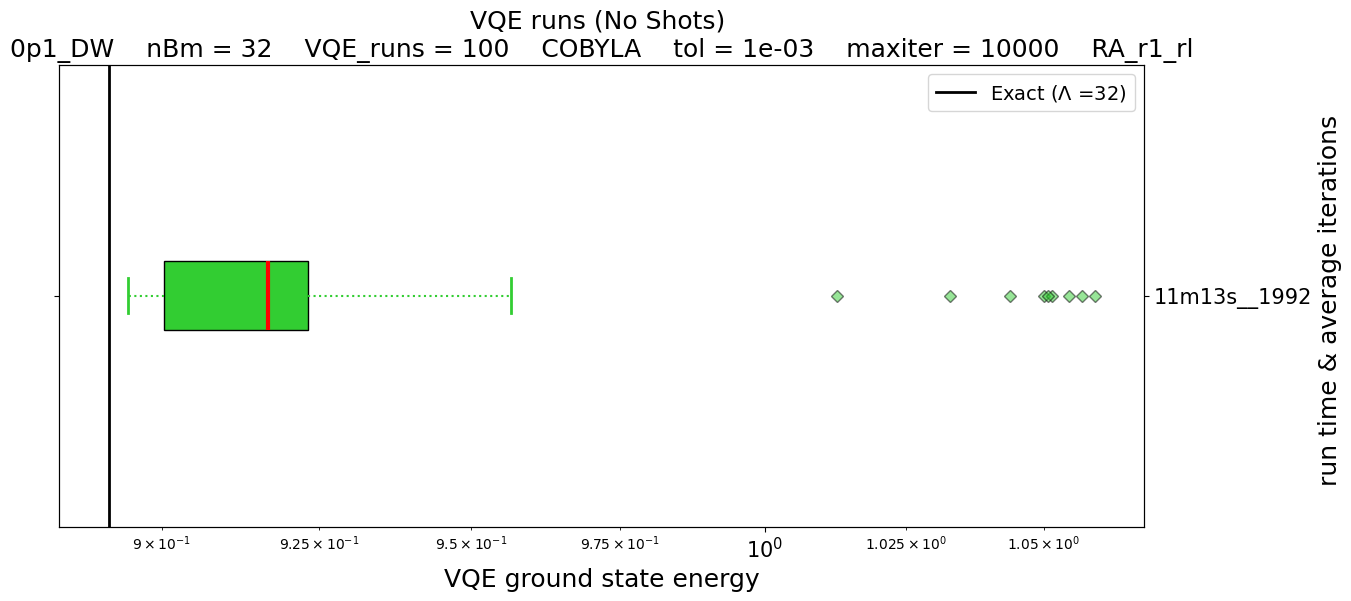 VQE runs (No Shots)
0p1_DW    nBm = 32    VQE_runs = 100    COBYLA    tol = 1e-03    maxiter = 10000    RA_r1_rl
Exact (Λ =32)
11m13s__1992
run time & average iterations
9 × 10⁻¹
9.25 × 10⁻¹
9.5 × 10⁻¹
9.75 × 10⁻¹
10⁰
1.025 × 10⁰
1.05 × 10⁰
VQE ground state energy